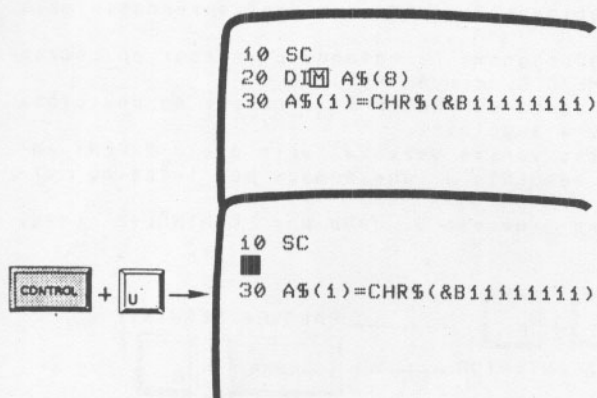 10 SC
20 DIM A$(8)
30 A$(1)=CHR$(&B11111111)
10 SC
30 A$(1)=CHR$(&B11111111)
CONTROL + U